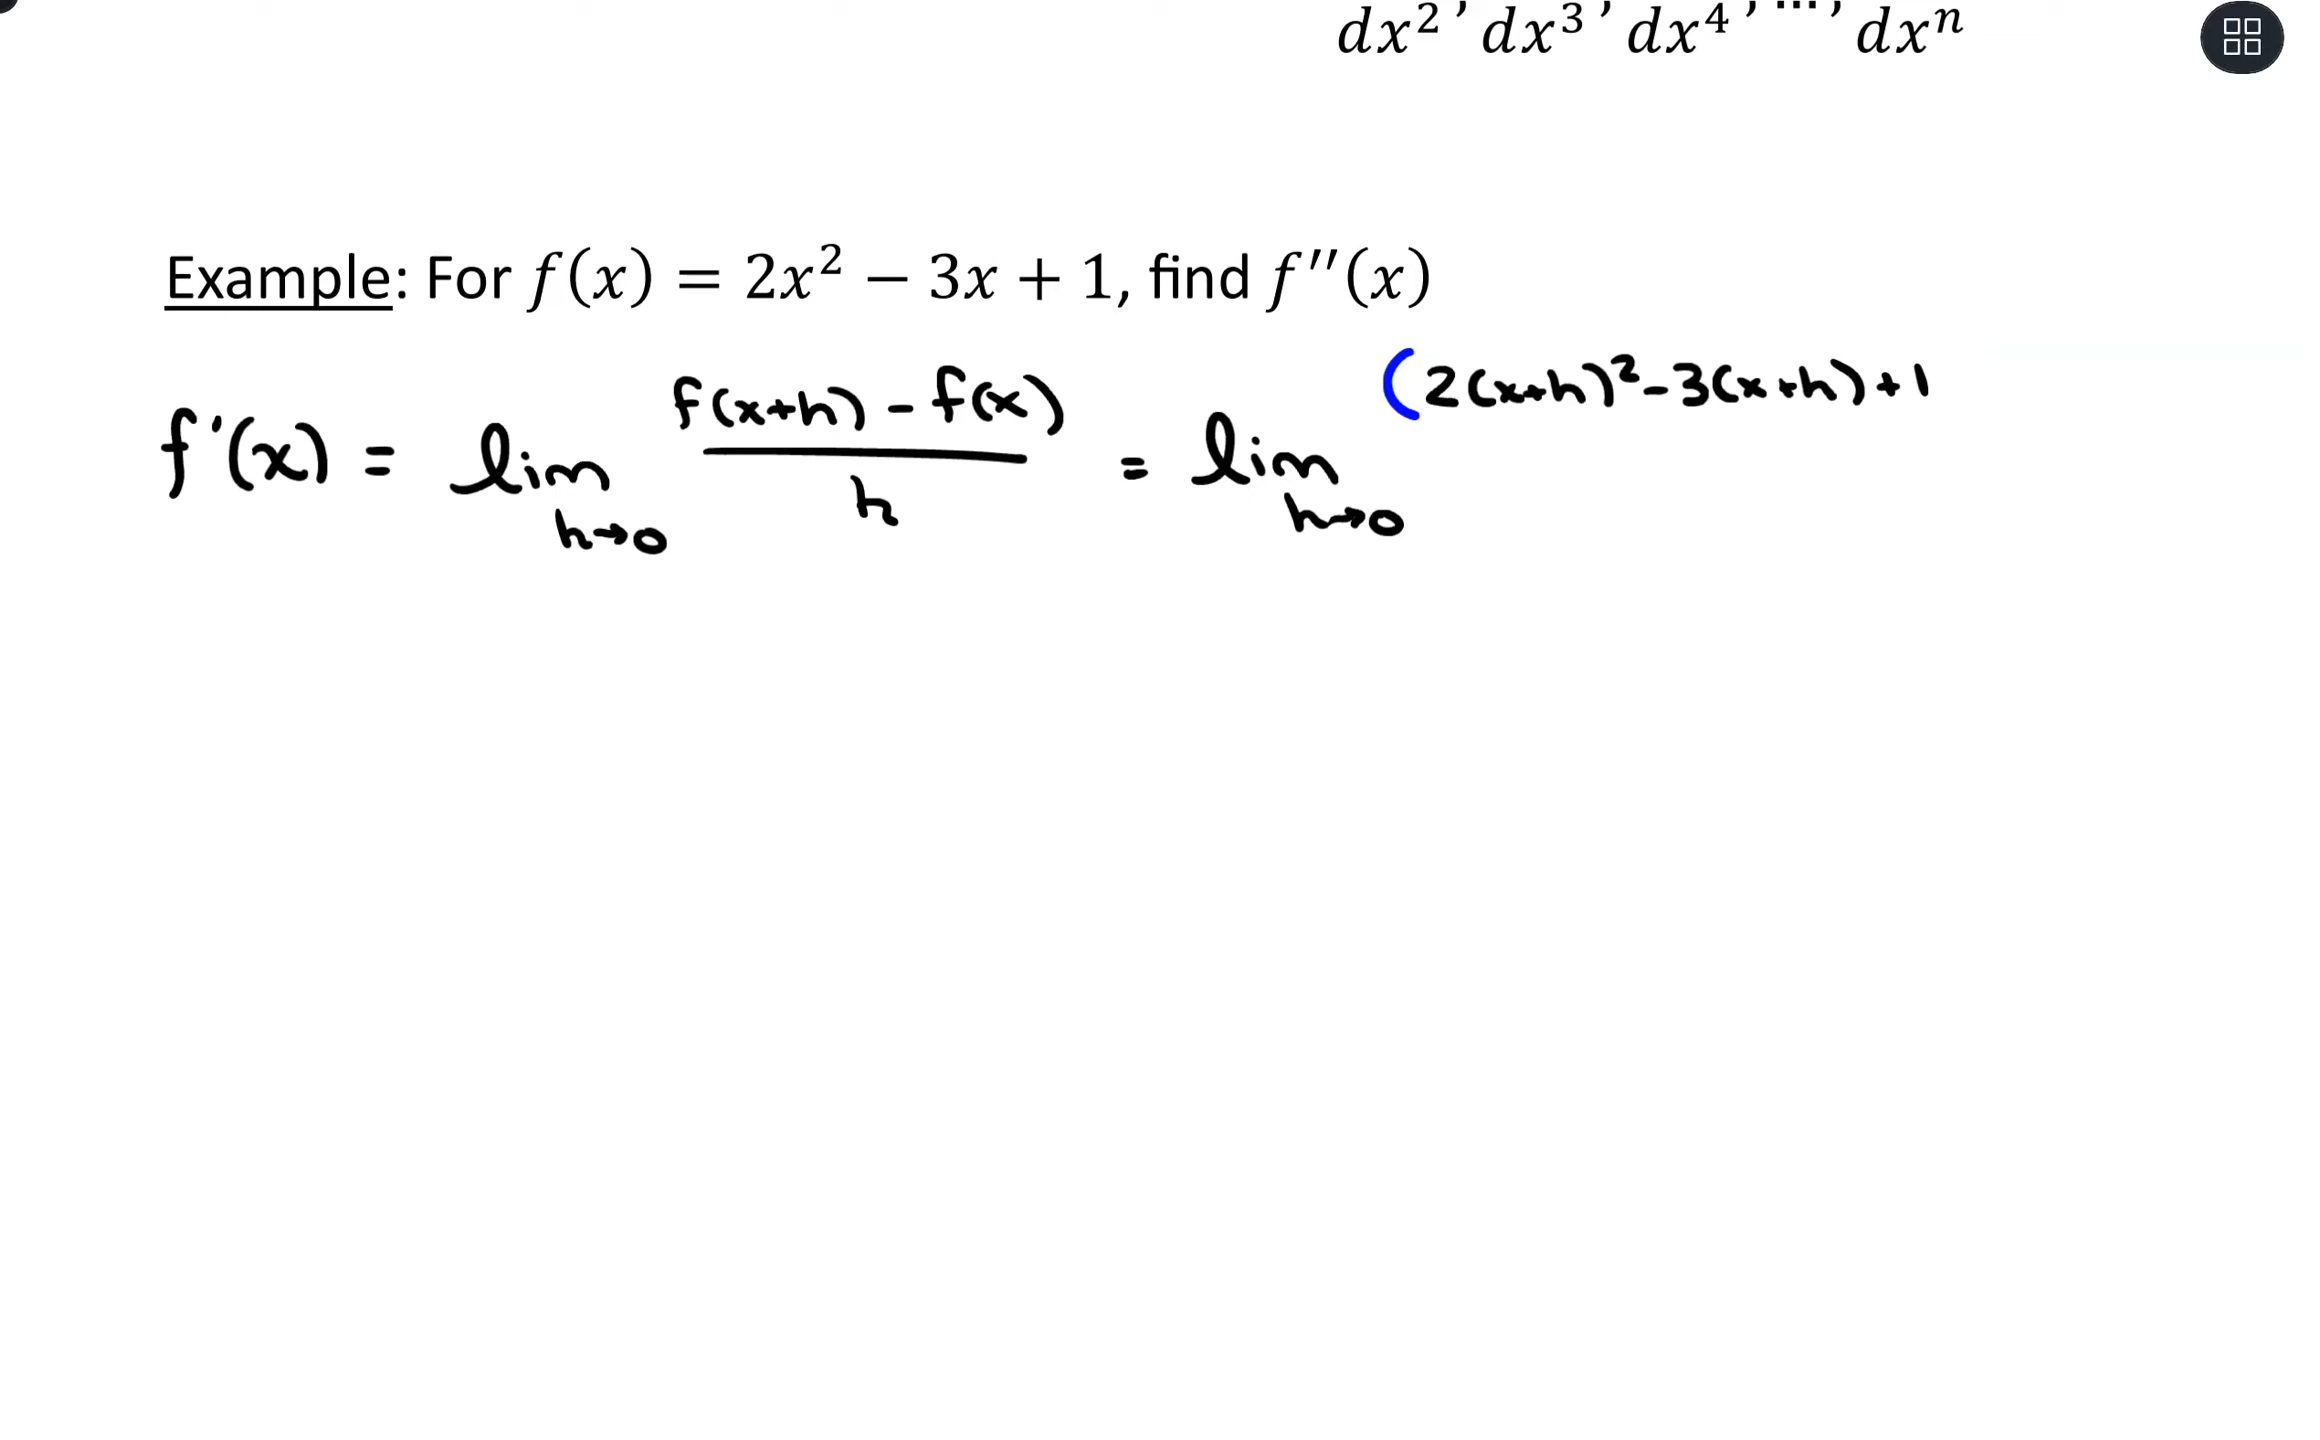 dx², dx³, dx⁴, ..., dxⁿ
Example: For f(x) = 2x² − 3x + 1, find f″(x)
f'(x) = lim h→0 f(x+h) - f(x) / h = lim h→0 (2(x+h)² - 3(x+h) + 1